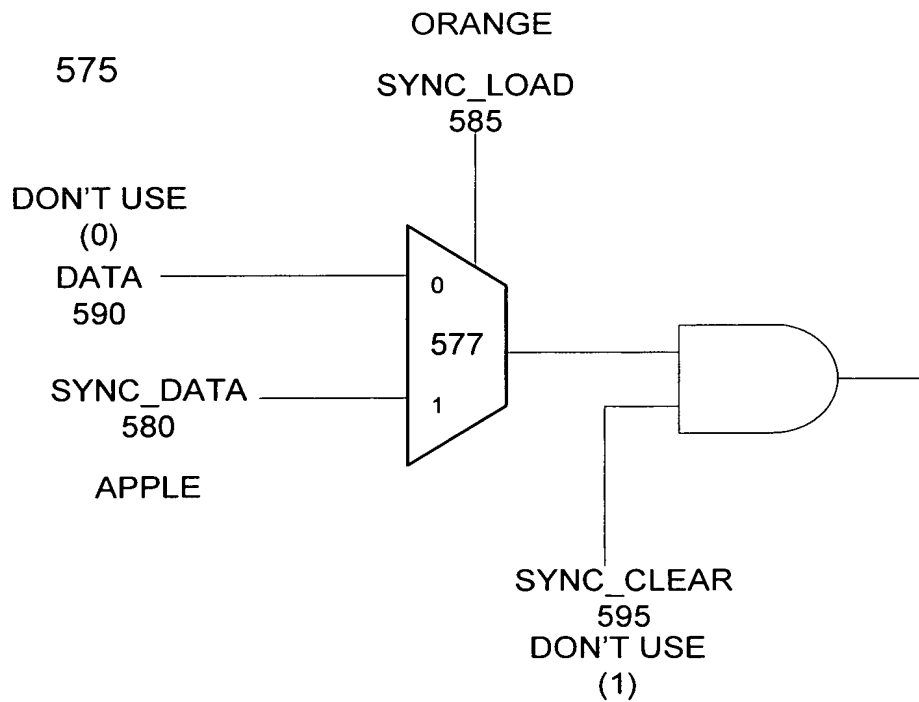 ORANGE
575
SYNC_LOAD
585
DON'T USE
(0)
DATA
590
0
577
SYNC_DATA
580
1
APPLE
SYNC_CLEAR
595
DON'T USE
(1)